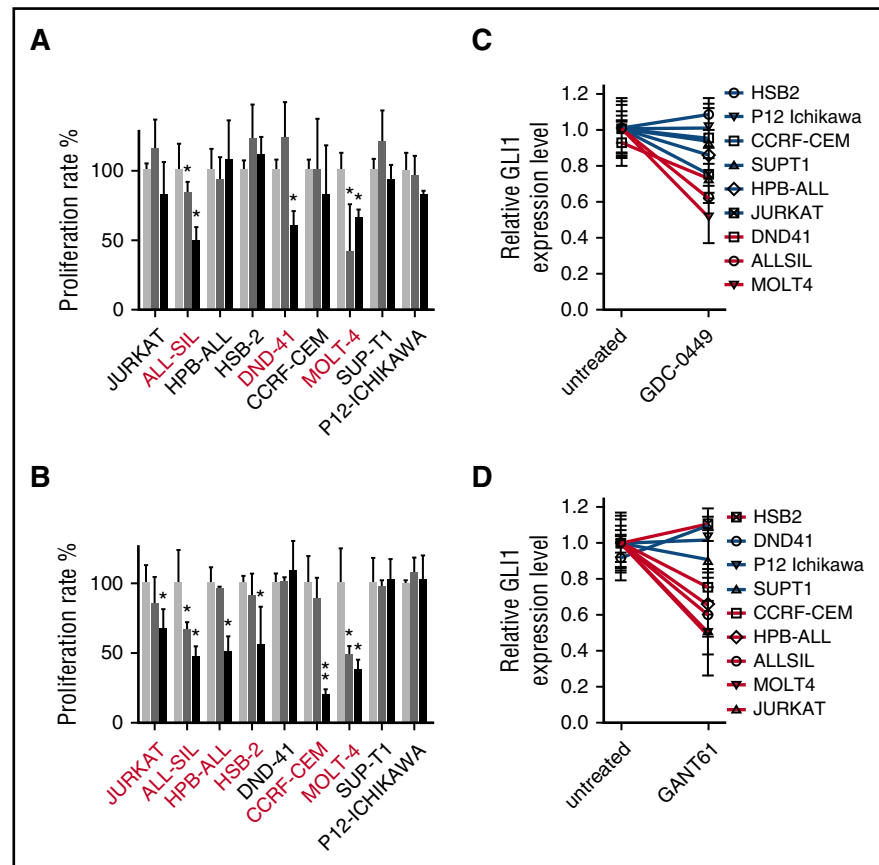 A
Proliferation rate %
100
50
0
*
*
*
*
*
JURKAT
ALL-SIL
HPB-ALL
HSB-2
DND-41
CCRF-CEM
MOLT-4
SUP-T1
P12-ICHIKAWA
C
Relative GLI1
expression level
1.2
1.0
0.8
0.6
0.4
0.2
0.0
untreated
GDC-0449
HSB2
P12 Ichikawa
CCRF-CEM
SUPT1
HPB-ALL
JURKAT
DND41
ALLSIL
MOLT4
B
Proliferation rate %
100
50
0
*
*
*
*
*
*
*
*
*
JURKAT
ALL-SIL
HPB-ALL
HSB-2
DND-41
CCRF-CEM
MOLT-4
SUP-T1
P12-ICHIKAWA
D
Relative GLI1
expression level
1.2
1.0
0.8
0.6
0.4
0.2
0.0
untreated
GANT61
HSB2
DND41
P12 Ichikawa
SUPT1
CCRF-CEM
HPB-ALL
ALLSIL
MOLT4
JURKAT